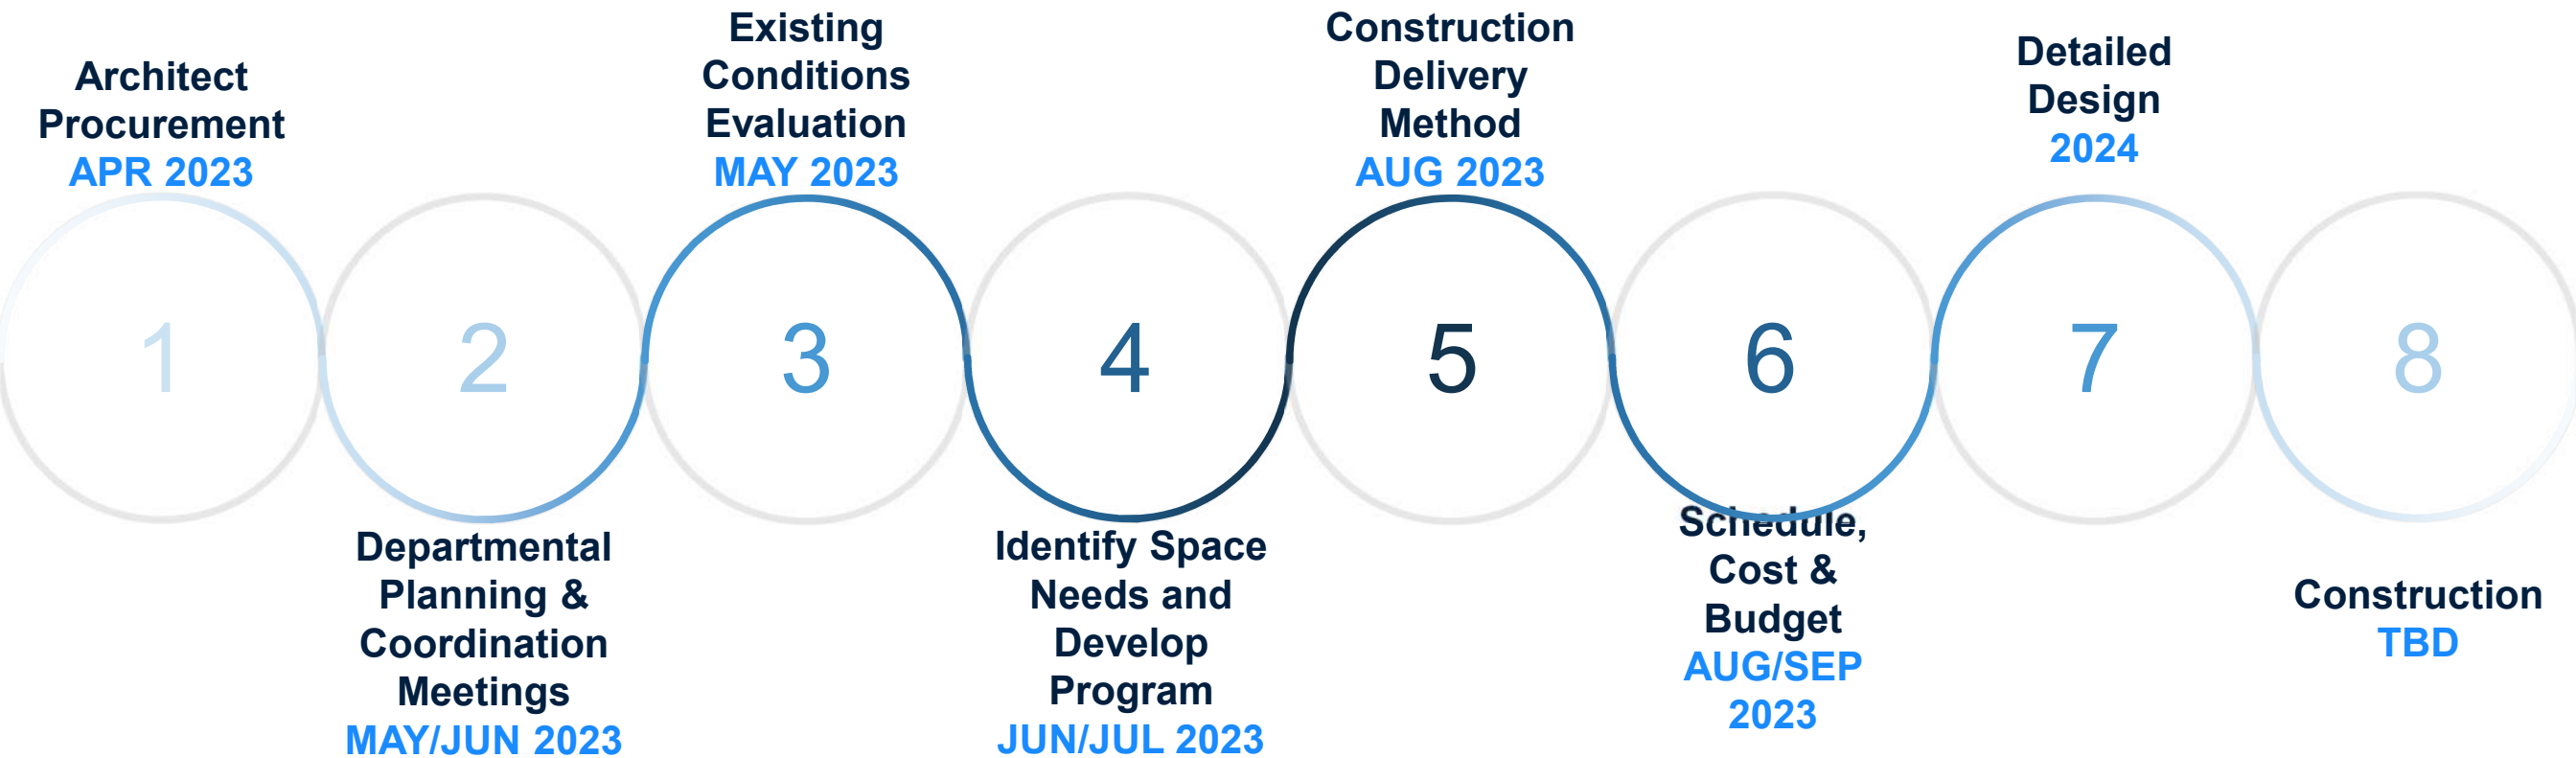 Architect
Procurement
APR 2023
1
2
Departmental
Planning &
Coordination
Meetings
MAY/JUN 2023
Existing
Conditions
Evaluation
MAY 2023
3
4
Identify Space
Needs and
Develop
Program
JUN/JUL 2023
Construction
Delivery
Method
AUG 2023
5
6
Schedule,
Cost &
Budget
AUG/SEP
2023
Detailed
Design
2024
7
8
Construction
TBD